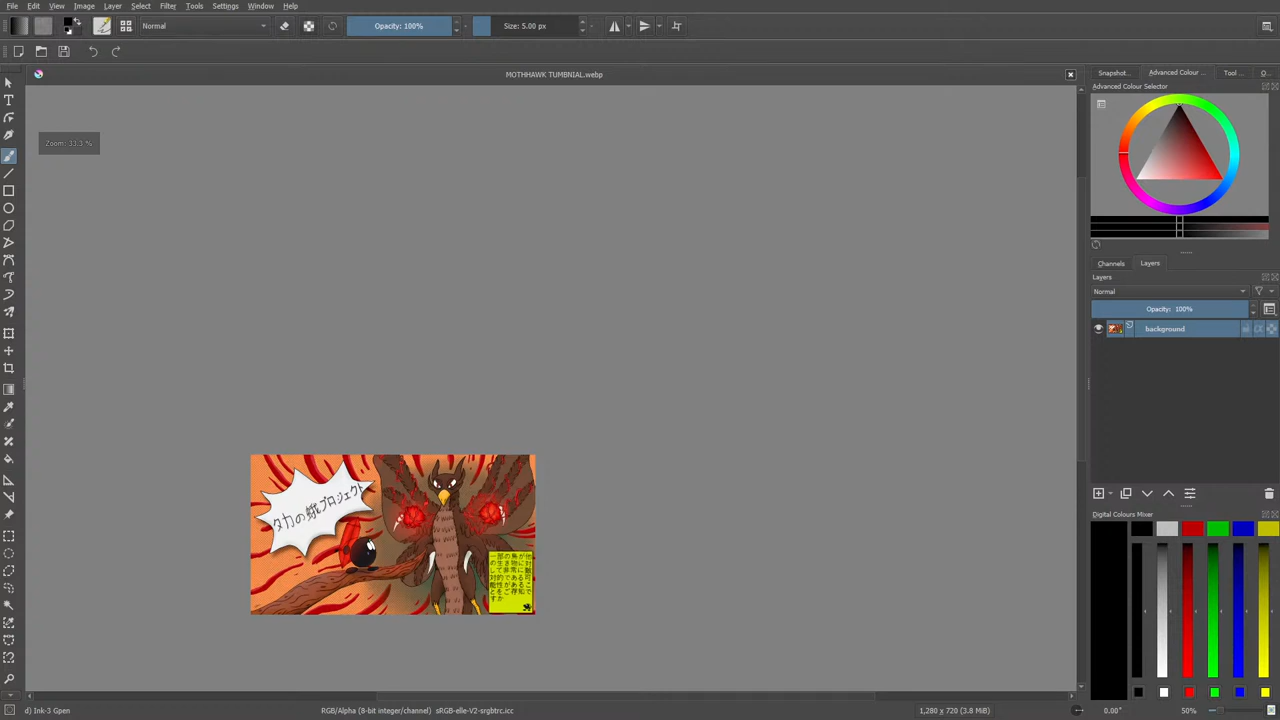 File Edit View Image Layer Select Filter Tools Settings Window Help
Normal
Opacity: 100%
Size: 5.00 px
MOTHHAWK TUMBNIAL.webp
Snapshot...
Advanced Colour ...
Tool ...
O...
Advanced Colour Selector
Zoom: 33.3 %
Channels
Layers
Layers
Normal
Opacity: 100%
background
タカの蛾プロジェクト
Digital Colours Mixer
d) Ink-3 Gpen
RGB/Alpha (8-bit integer/channel) sRGB-elle-V2-srgbtrc.icc
1,280 x 720 (3.8 MiB)
0.00°
50%